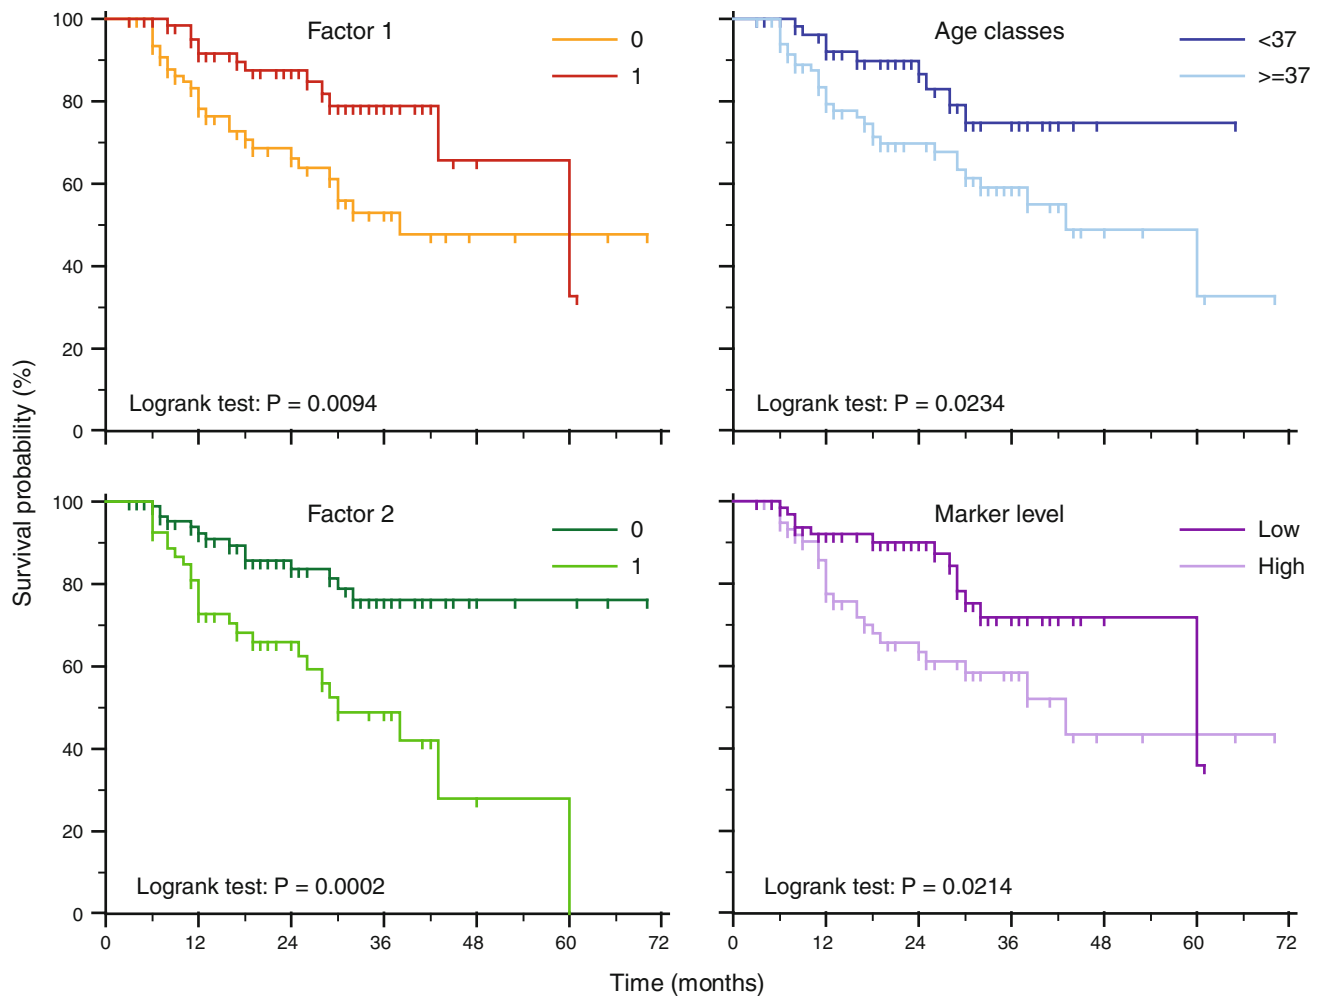 Survival probability (%)
Factor 1
0
1
100
80
60
40
20
0
Logrank test: P = 0.0094
Age classes
<37
>=37
Logrank test: P = 0.0234
Factor 2
0
1
100
80
60
40
20
0
Logrank test: P = 0.0002
0 12 24 36 48 60 72
Marker level
Low
High
Logrank test: P = 0.0214
0 12 24 36 48 60 72
Time (months)